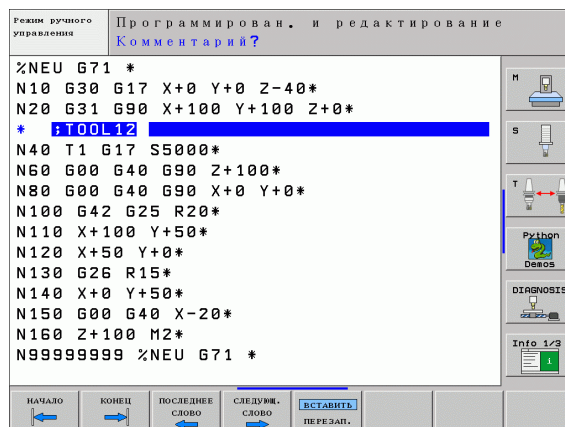 Режим ручного
управления
Программирован. и редактирование
Комментарий?
%NEU G71 *
N10 G30 G17 X+0 Y+0 Z-40*
N20 G31 G90 X+100 Y+100 Z+0*
* ;TOOL12
N40 T1 G17 S5000*
N60 G00 G40 G90 Z+100*
N80 G00 G40 G90 X+0 Y+0*
N100 G42 G25 R20*
N110 X+100 Y+50*
N120 X+50 Y+0*
N130 G26 R15*
N140 X+0 Y+50*
N150 G00 G40 X-20*
N160 Z+100 M2*
N99999999 %NEU G71 *
M
S
T
Python
Demos
DIAGNOSIS
Info 1/3
НАЧАЛО
КОНЕЦ
ПОСЛЕДНЕЕ
СЛОВО
СЛЕДУЮЩ.
СЛОВО
ВСТАВИТЬ
ПЕРЕЗАП.